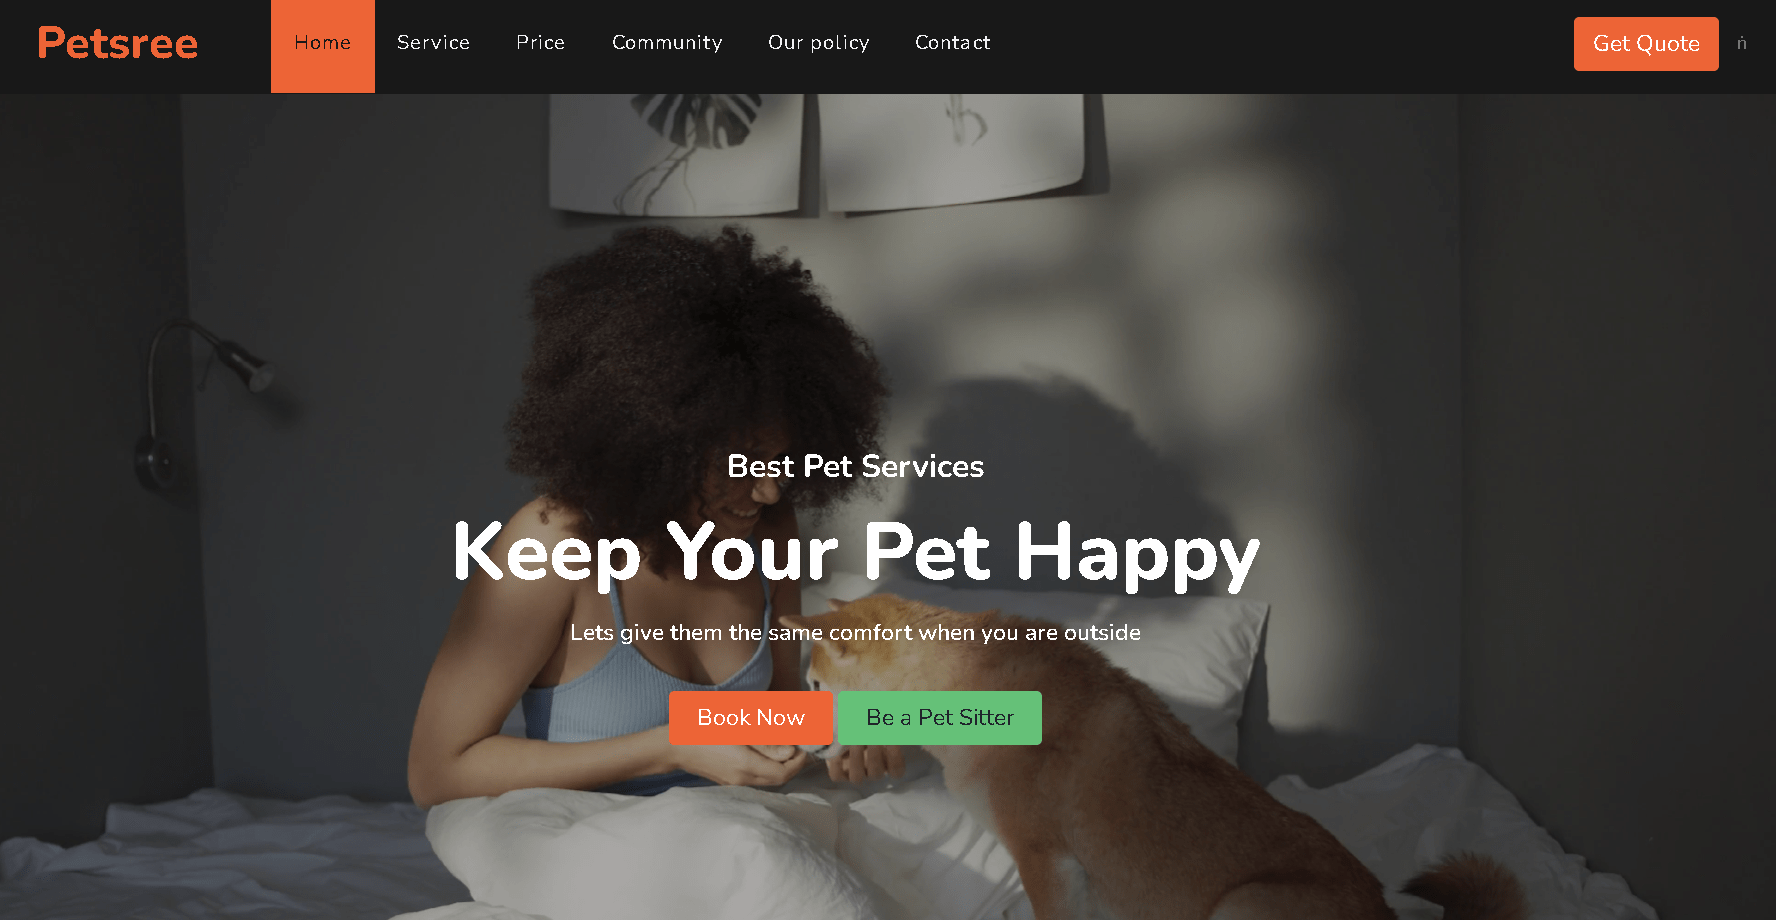 Petsree
Home Service Price Community Our policy Contact
Get Quote ṅ
Best Pet Services
Keep Your Pet Happy
Lets give them the same comfort when you are outside
Book Now Be a Pet Sitter